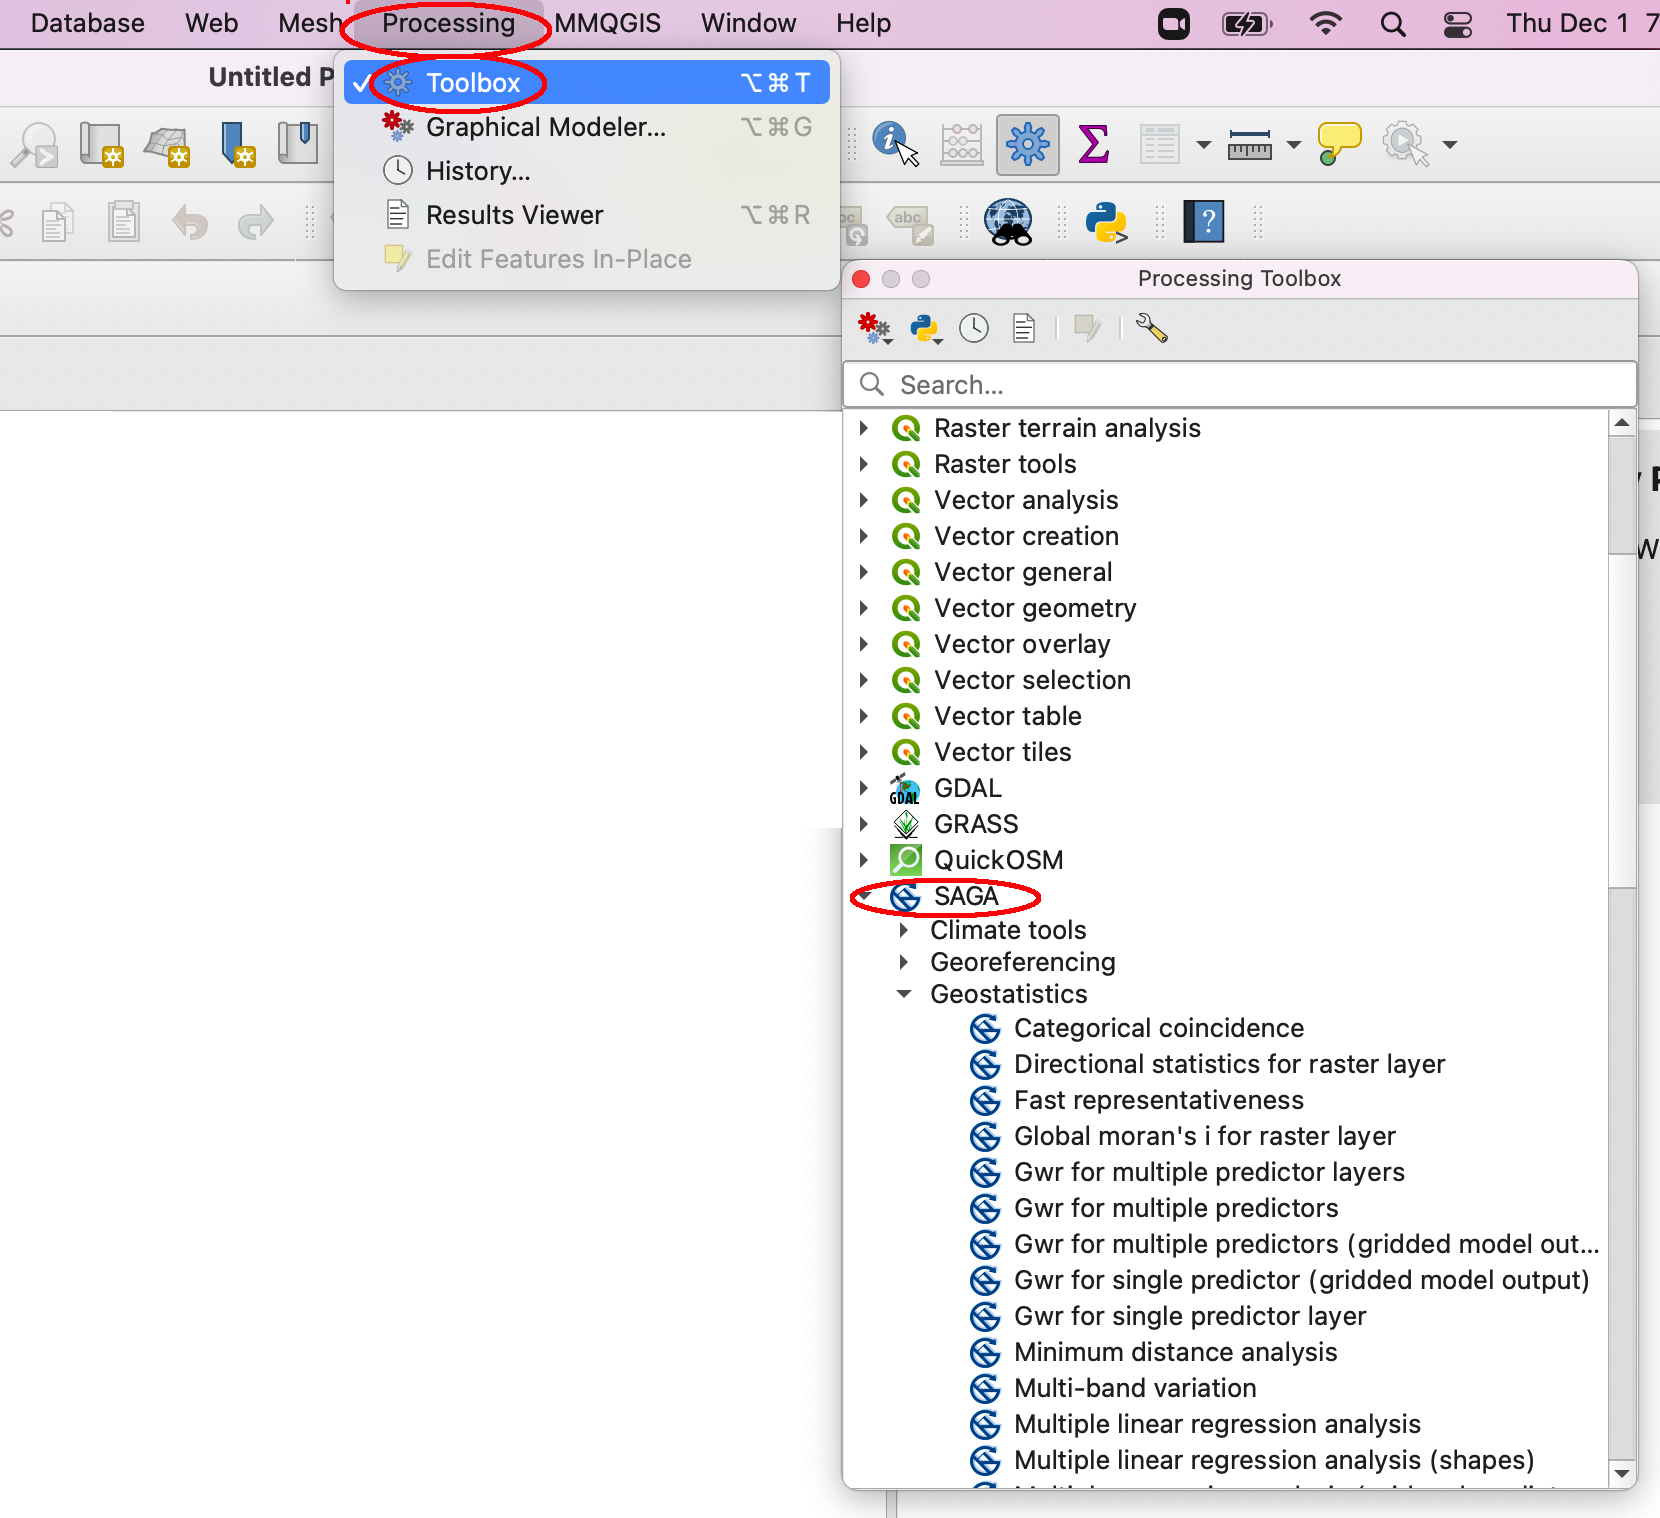 Database Web Mesh Processing MMQGIS Window Help Thu Dec 1 7
Untitled P
Toolbox ⌥⌘T
Graphical Modeler... ⌥⌘G
History...
Results Viewer ⌥⌘R
Edit Features In-Place
abc
Processing Toolbox
Search...
Raster terrain analysis
Raster tools
Vector analysis
Vector creation
Vector general
Vector geometry
Vector overlay
Vector selection
Vector table
Vector tiles
GDAL
GDAL
GRASS
QuickOSM
SAGA
Climate tools
Georeferencing
Geostatistics
Categorical coincidence
Directional statistics for raster layer
Fast representativeness
Global moran's i for raster layer
Gwr for multiple predictor layers
Gwr for multiple predictors
Gwr for multiple predictors (gridded model out...
Gwr for single predictor (gridded model output)
Gwr for single predictor layer
Minimum distance analysis
Multi-band variation
Multiple linear regression analysis
Multiple linear regression analysis (shapes)